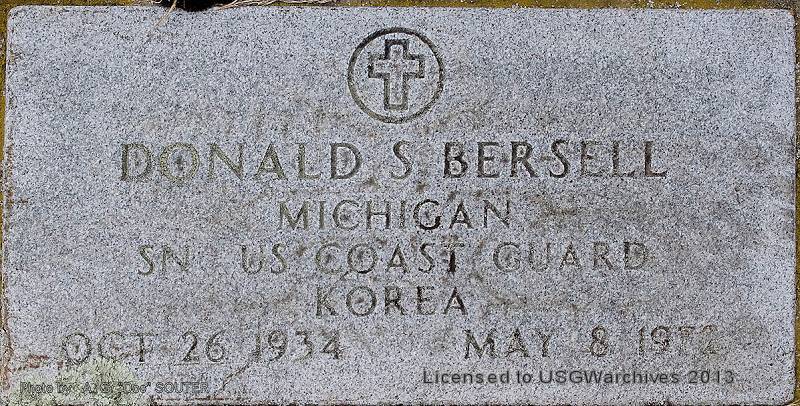 DONALD S BERSELL
MICHIGAN
SN US COAST GUARD
KOREA
OCT 26 1934 MAY 8 1972
Photo by: "Doc" SOUTER
Licensed to USGWarchives 2013